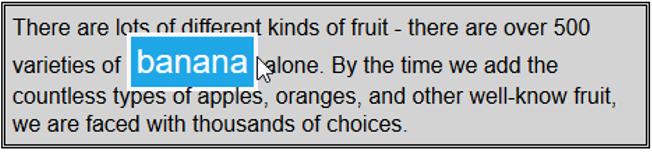 There are lots of different kinds of fruit - there are over 500
varieties of banana alone. By the time we add the
countless types of apples, oranges, and other well-know fruit,
we are faced with thousands of choices.